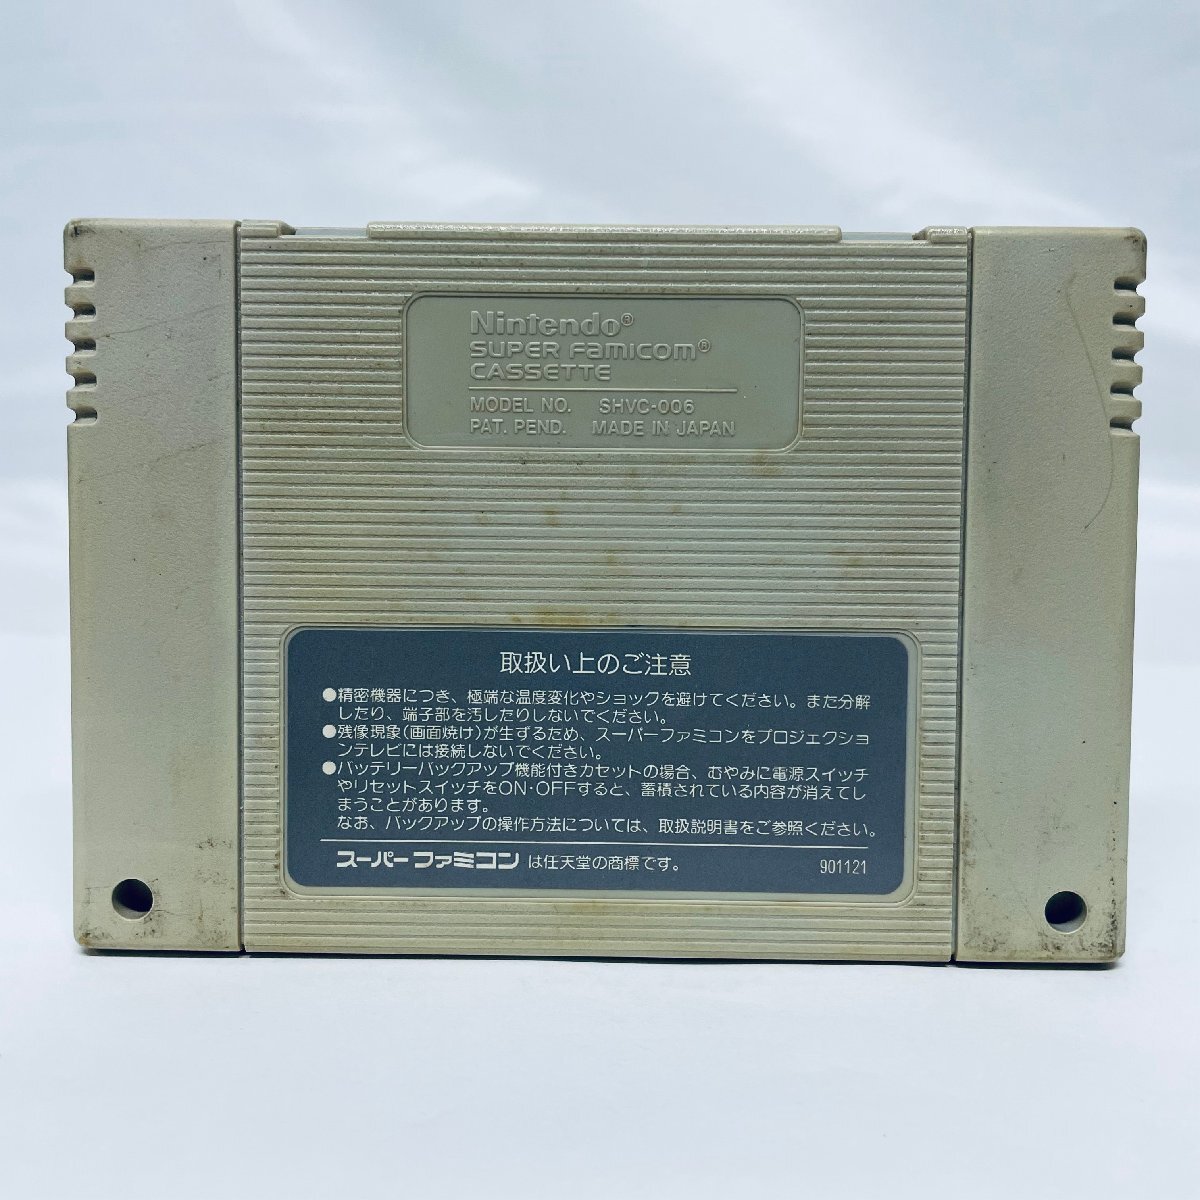 Nintendo®
SUPER FAMICOM®
CASSETTE
MODEL NO. SHVC-006
PAT. PEND. MADE IN JAPAN
取扱い上のご注意
●精密機器につき、極端な温度変化やショックを避けてください。また分解
したり、端子部を汚したりしないでください。
●残像現象(画面焼け)が生ずるため、スーパーファミコンをプロジェクショ
ンテレビには接続しないでください。
●バッテリーバックアップ機能付きカセットの場合、むやみに電源スイッチ
やリセットスイッチをON・OFFすると、蓄積されている内容が消えてし
まうことがあります。
なお、バックアップの操作方法については、取扱説明書をご参照ください。
スーパーファミコン は任天堂の商標です。 901121